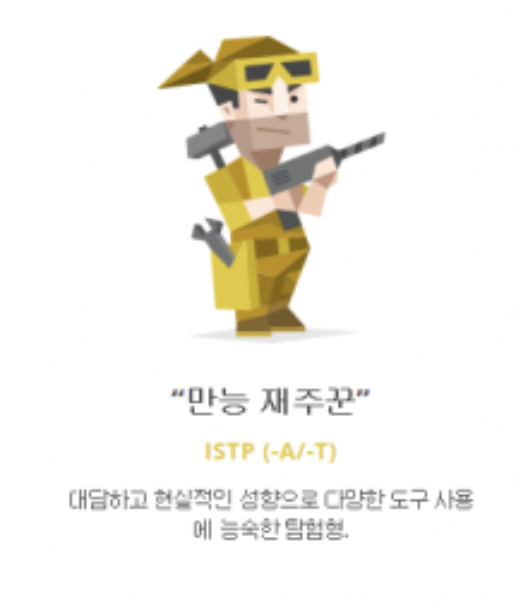 “만능 재주꾼”
ISTP (-A/-T)
대담하고 현실적인 성향으로 다양한 도구 사용
에 능숙한 탐험형.